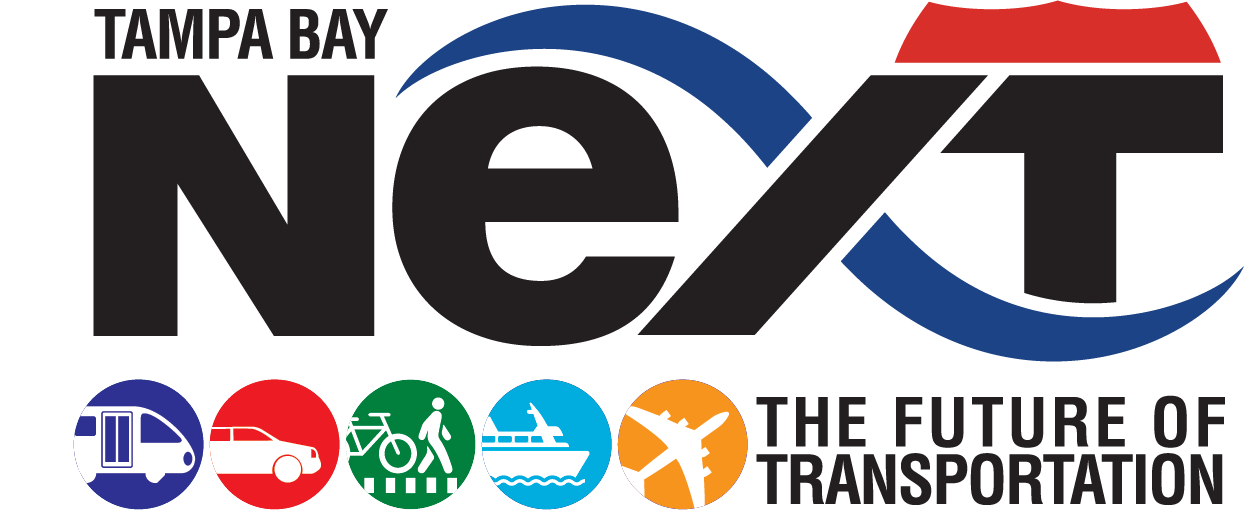 TAMPA BAY
NeXT
THE FUTURE OF
TRANSPORTATION